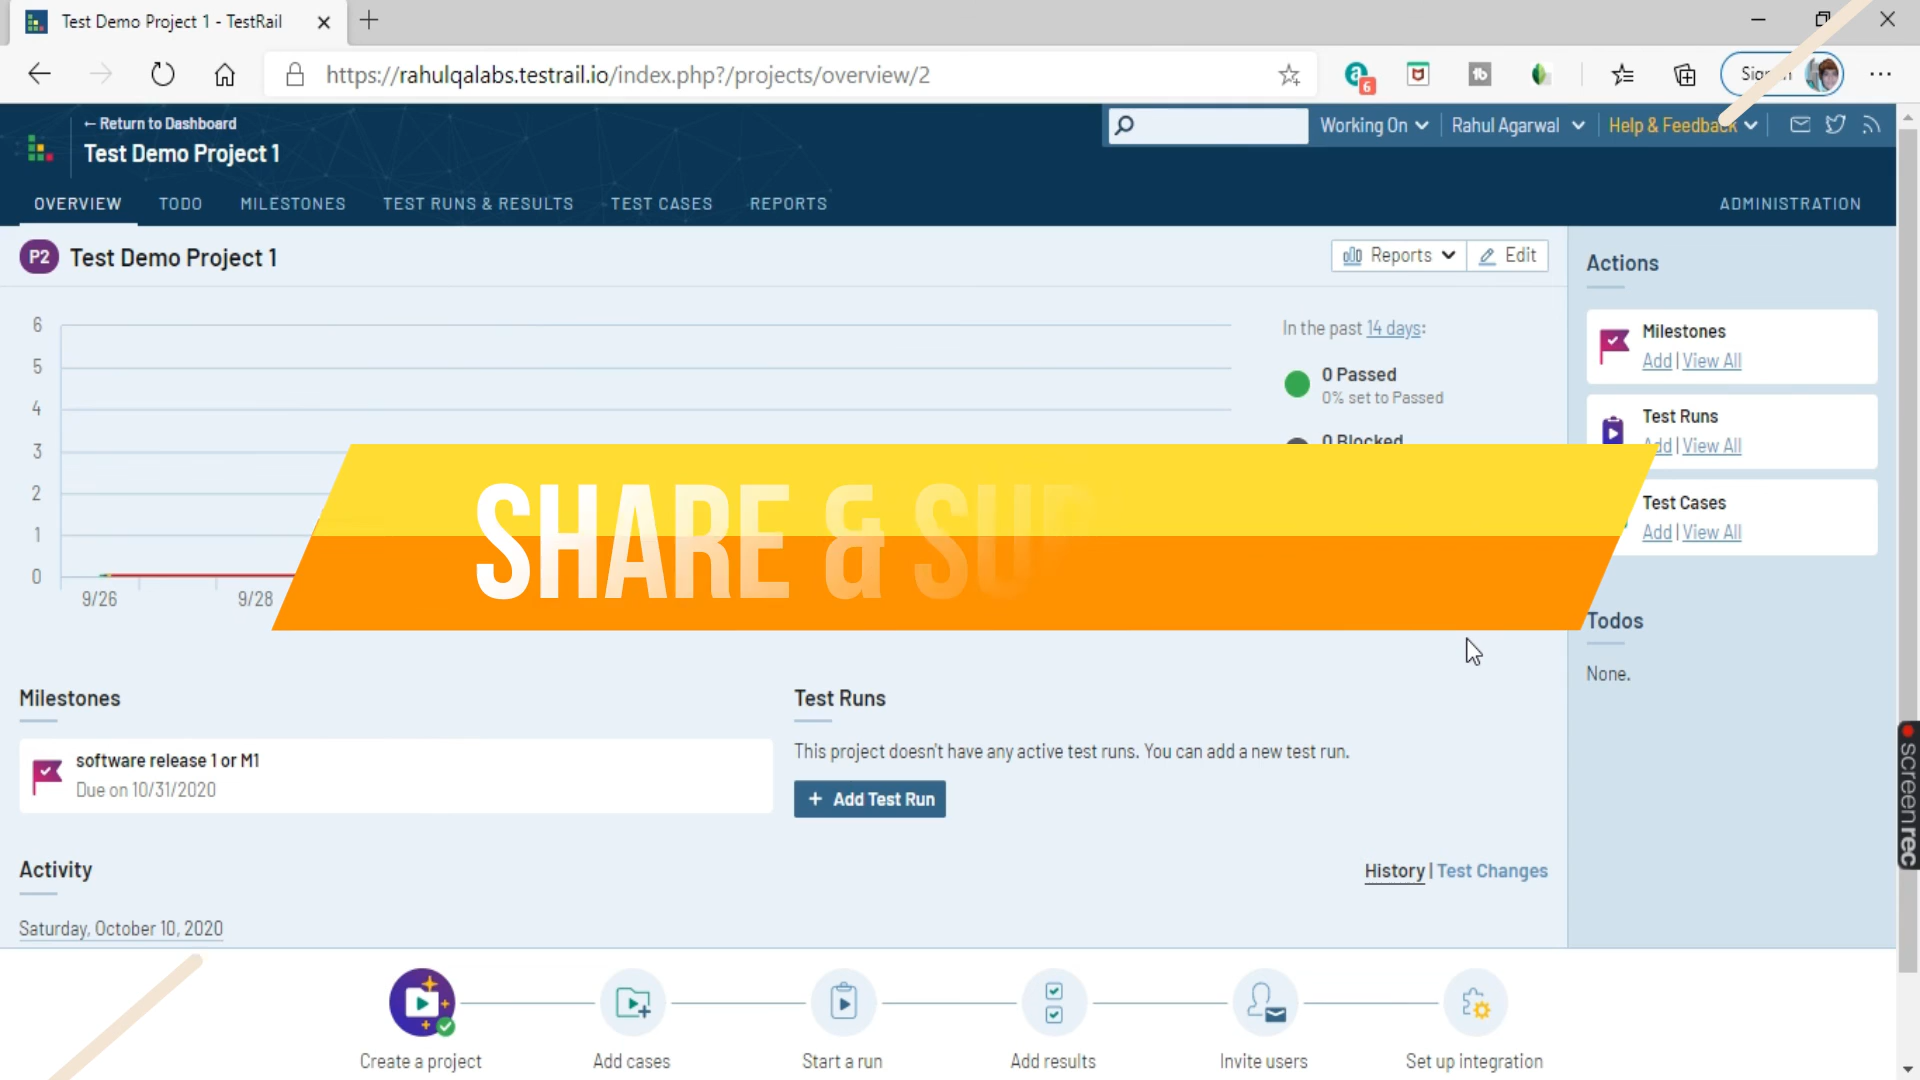 Test Demo Project 1 - TestRail
https://rahulqalabs.testrail.io/index.php?/projects/overview/2
6
← Return to Dashboard
Test Demo Project 1
Working On
Rahul Agarwal
Help & Feedback
OVERVIEW
TODO
MILESTONES
TEST RUNS & RESULTS
TEST CASES
REPORTS
ADMINISTRATION
P2
Test Demo Project 1
Reports
Edit
6
5
4
3
2
1
0
9/26
9/28
In the past 14 days:
0 Passed
0% set to Passed
0 Blocked
SHARE & SUP
Actions
Milestones
Add | View All
Test Runs
Add | View All
Test Cases
Add | View All
Todos
None.
Milestones
software release 1 or M1
Due on 10/31/2020
Test Runs
This project doesn't have any active test runs. You can add a new test run.
+ Add Test Run
Activity
History | Test Changes
Saturday, October 10, 2020
Create a project
Add cases
Start a run
Add results
Invite users
Set up integration
screenrec